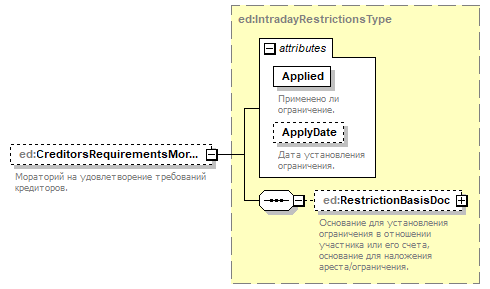 ed:IntradayRestrictionsType
attributes
Applied
Применено ли
ограничение.
ApplyDate
Дата установления
ограничения.
ed:CreditorsRequirementsMor...
Мораторий на удовлетворение требований
кредиторов.
ed:RestrictionBasisDoc
Основание для установления
ограничения в отношении
участника или его счета,
основание для наложения
ареста/ограничения.